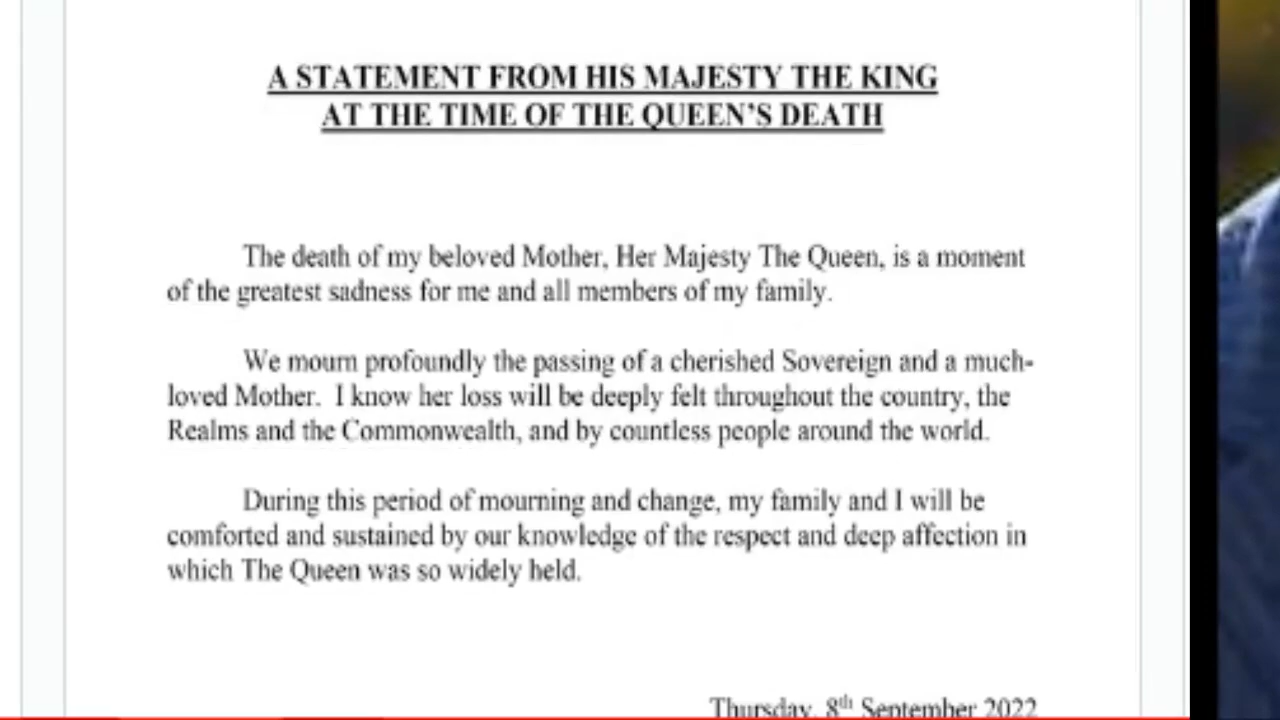 A STATEMENT FROM HIS MAJESTY THE KING
AT THE TIME OF THE QUEEN'S DEATH
The death of my beloved Mother, Her Majesty The Queen, is a moment
of the greatest sadness for me and all members of my family.
We mourn profoundly the passing of a cherished Sovereign and a much-
loved Mother.  I know her loss will be deeply felt throughout the country, the
Realms and the Commonwealth, and by countless people around the world.
During this period of mourning and change, my family and I will be
comforted and sustained by our knowledge of the respect and deep affection in
which The Queen was so widely held.
Thursday, 8th September 2022